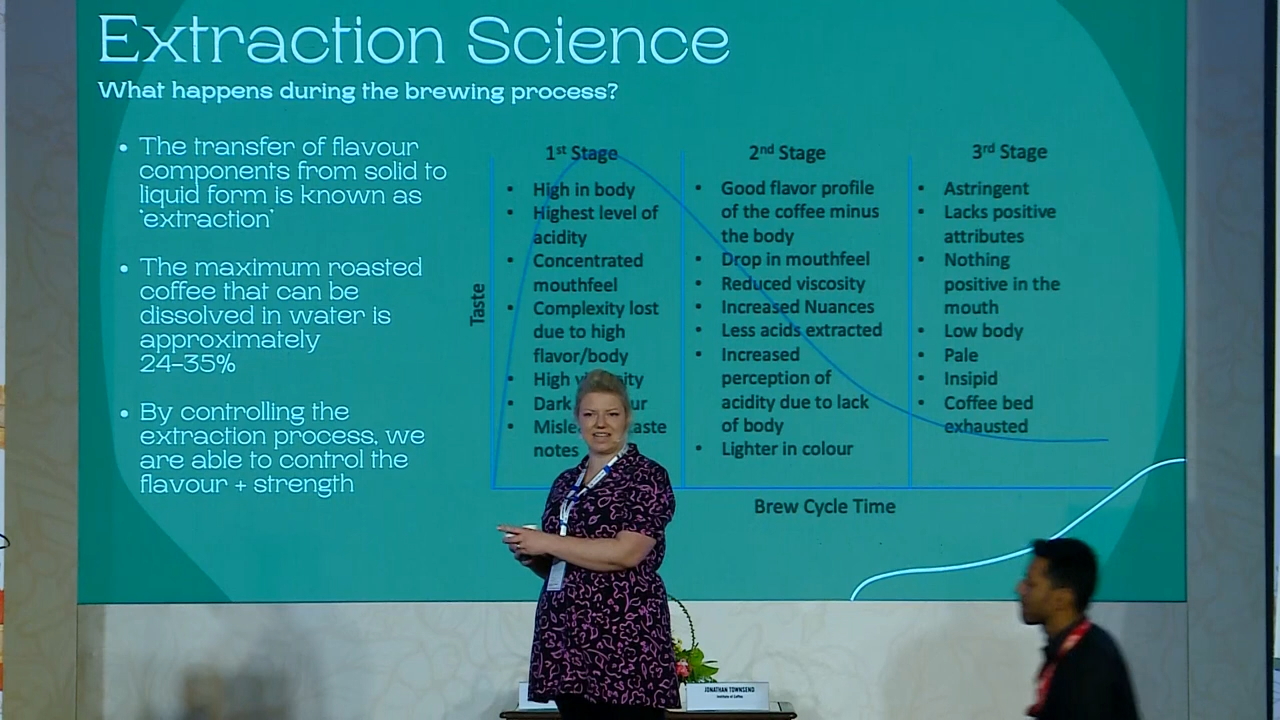 Extraction Science
What happens during the brewing process?
• The transfer of flavour
components from solid to
liquid form is known as
'extraction'
• The maximum roasted
coffee that can be
dissolved in water is
approximately
24-35%
• By controlling the
extraction process, we
are able to control the
flavour + strength
Taste
1st Stage
• High in body
• Highest level of
acidity
• Concentrated
mouthfeel
• Complexity lost
due to high
flavor/body
• High
• Dark
•
notes
2nd Stage
• Good flavor profile
of the coffee minus
the body
• Drop in mouthfeel
• Reduced viscosity
• Increased Nuances
• Less acids extracted
• Increased
perception of
acidity due to lack
of body
• Lighter in colour
3rd Stage
• Astringent
• Lacks positive
attributes
• Nothing
positive in the
mouth
• Low body
• Pale
• Insipid
• Coffee bed
exhausted
Brew Cycle Time
JONATHAN TOWNSEND
Institute of Coffee